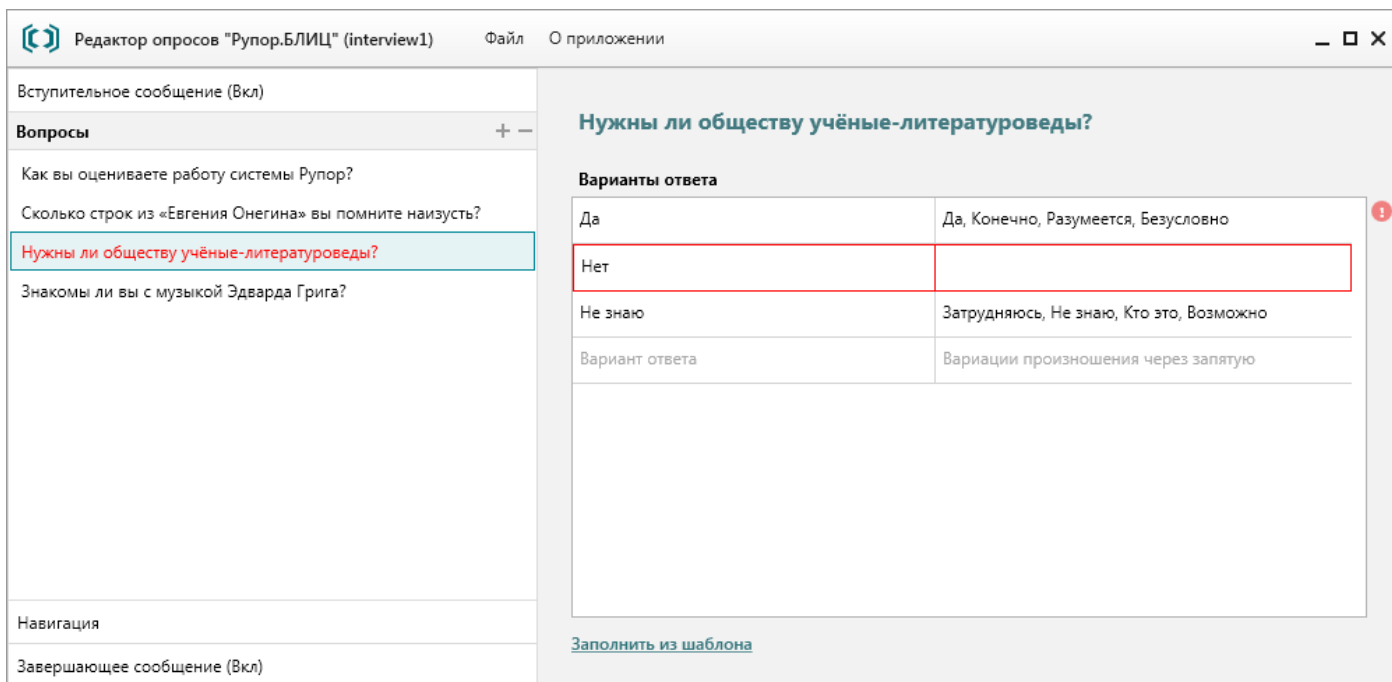 Редактор опросов "Рупор.БЛИЦ" (interview1) Файл О приложении
Вступительное сообщение (Вкл)
Вопросы
Как вы оцениваете работу системы Рупор?
Сколько строк из «Евгения Онегина» вы помните наизусть?
Нужны ли обществу учёные-литературоведы?
Знакомы ли вы с музыкой Эдварда Грига?
Навигация
Завершающее сообщение (Вкл)
Нужны ли обществу учёные-литературоведы?
Варианты ответа
Да Да, Конечно, Разумеется, Безусловно
Нет
Не знаю Затрудняюсь, Не знаю, Кто это, Возможно
Вариант ответа Вариации произношения через запятую
Заполнить из шаблона